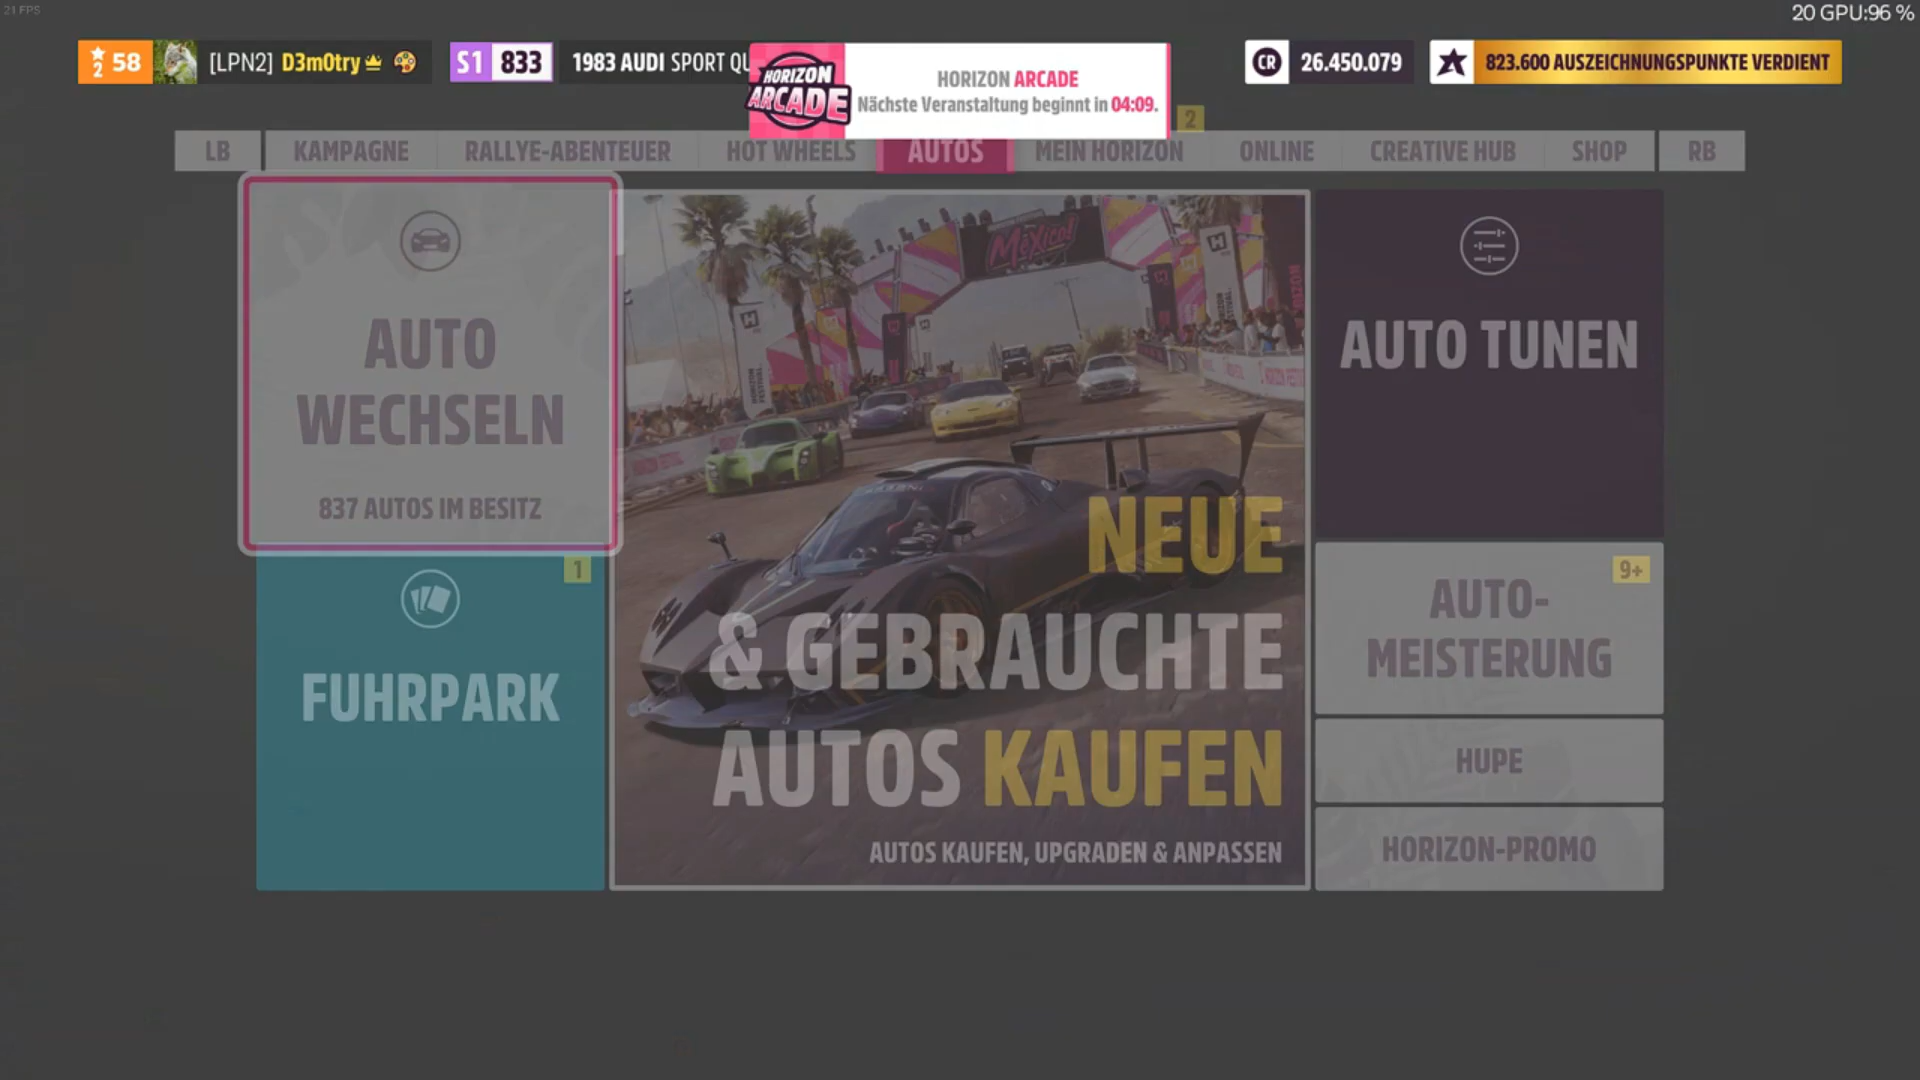 21 FPS
20 GPU:96 %
2 58
[LPN2] D3m0try
S1 833
1983 AUDI SPORT QU
HORIZON ARCADE
HORIZON ARCADE
Nächste Veranstaltung beginnt in 04:09.
CR 26.450.079
823.600 AUSZEICHNUNGSPUNKTE VERDIENT
2
LB KAMPAGNE RALLYE-ABENTEUER HOT WHEELS AUTOS MEIN HORIZON ONLINE CREATIVE HUB SHOP RB
AUTO
WECHSELN
837 AUTOS IM BESITZ
1
FUHRPARK
México!
NEUE
& GEBRAUCHTE
AUTOS KAUFEN
AUTOS KAUFEN, UPGRADEN & ANPASSEN
AUTO TUNEN
9+
AUTO-
MEISTERUNG
HUPE
HORIZON-PROMO